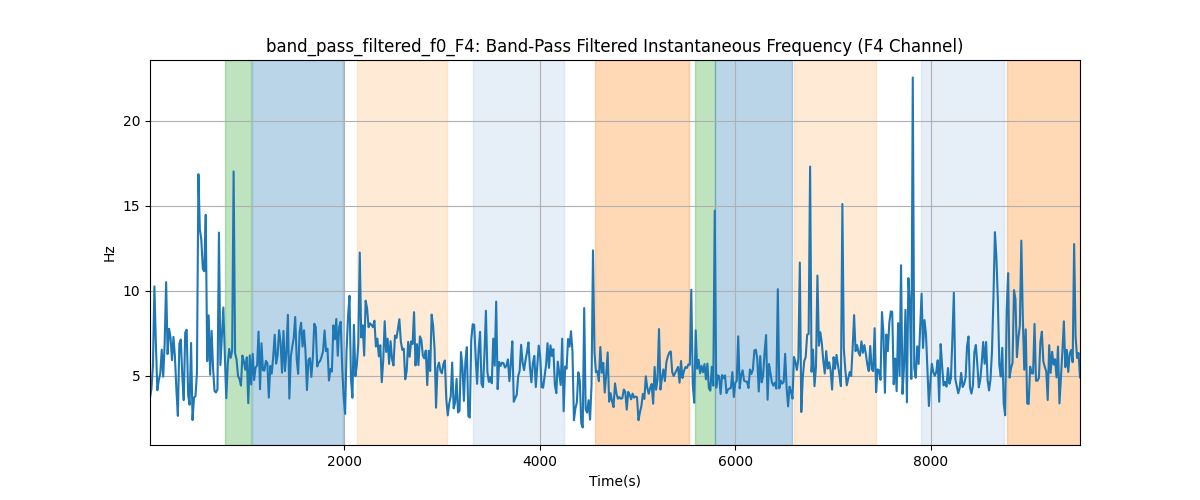 band_pass_filtered_f0_F4: Band-Pass Filtered Instantaneous Frequency (F4 Channel)
20
15
10
5
Hz
2000 4000 6000 8000
Time(s)